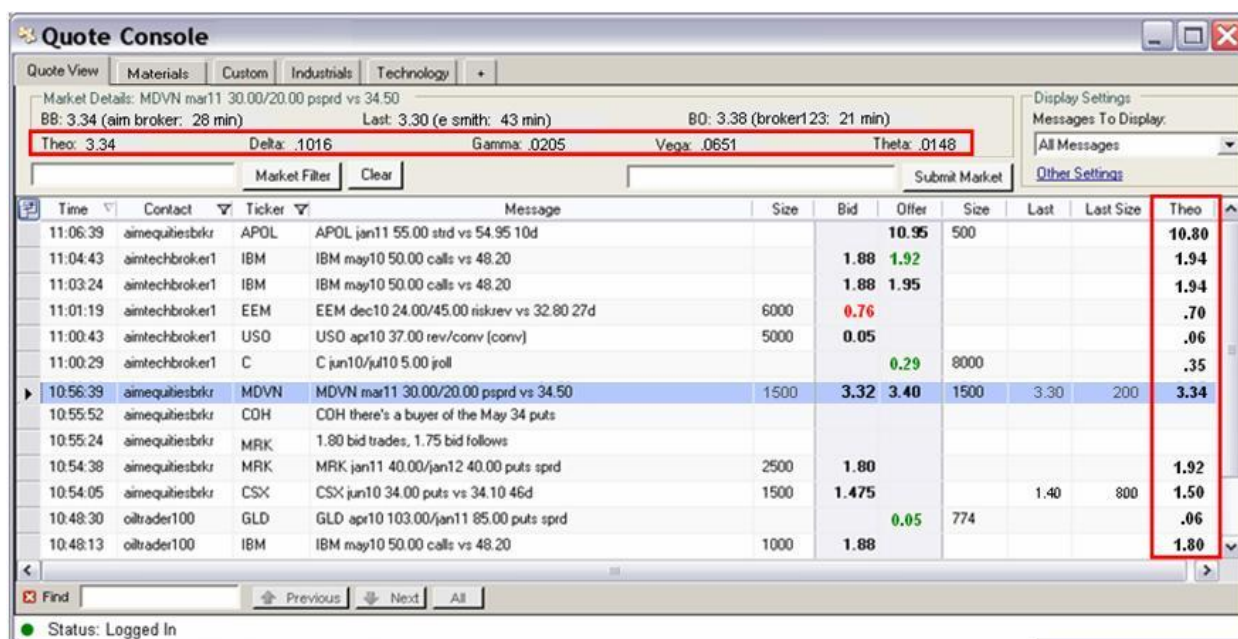 Quote Console
Quote View Materials Custom Industrials Technology +
Market Details: MDVN mar11 30.00/20.00 psprd vs 34.50 Display Settings
BB: 3.34 (aim broker: 28 min) Last: 3.30 (e smith: 43 min) BO: 3.38 (broker123: 21 min) Messages To Display:
Theo: 3.34 Delta: .1016 Gamma: .0205 Vega: .0651 Theta: .0148 All Messages
Market Filter Clear Submit Market Other Settings
Time Contact Ticker Message Size Bid Offer Size Last Last Size Theo
11:06:39 aimequitiesbrkr APOL APOL jan11 55.00 strd vs 54.95 10d 10.95 500 10.80
11:04:43 aimtechbroker1 IBM IBM may10 50.00 calls vs 48.20 1.88 1.92 1.94
11:03:24 aimtechbroker1 IBM IBM may10 50.00 calls vs 48.20 1.88 1.95 1.94
11:01:19 aimtechbroker1 EEM EEM dec10 24.00/45.00 riskrev vs 32.80 27d 6000 0.76 .70
11:00:43 aimtechbroker1 USO USO apr10 37.00 rev/conv (conv) 5000 0.05 .06
11:00:29 aimtechbroker1 C C jun10/jul10 5.00 jroll 0.29 8000 .35
10:56:39 aimequitiesbrkr MDVN MDVN mar11 30.00/20.00 psprd vs 34.50 1500 3.32 3.40 1500 3.30 200 3.34
10:55:52 aimequitiesbrkr COH COH there's a buyer of the May 34 puts
10:55:24 aimequitiesbrkr MRK 1.80 bid trades, 1.75 bid follows
10:54:38 aimequitiesbrkr MRK MRK jan11 40.00/jan12 40.00 puts sprd 2500 1.80 1.92
10:54:05 aimequitiesbrkr CSX CSX jun10 34.00 puts vs 34.10 46d 1500 1.475 1.40 800 1.50
10:48:30 oiltrader100 GLD GLD apr10 103.00/jan11 85.00 puts sprd 0.05 774 .06
10:48:13 oiltrader100 IBM IBM may10 50.00 calls vs 48.20 1000 1.88 1.80
Find Previous Next All
Status: Logged In